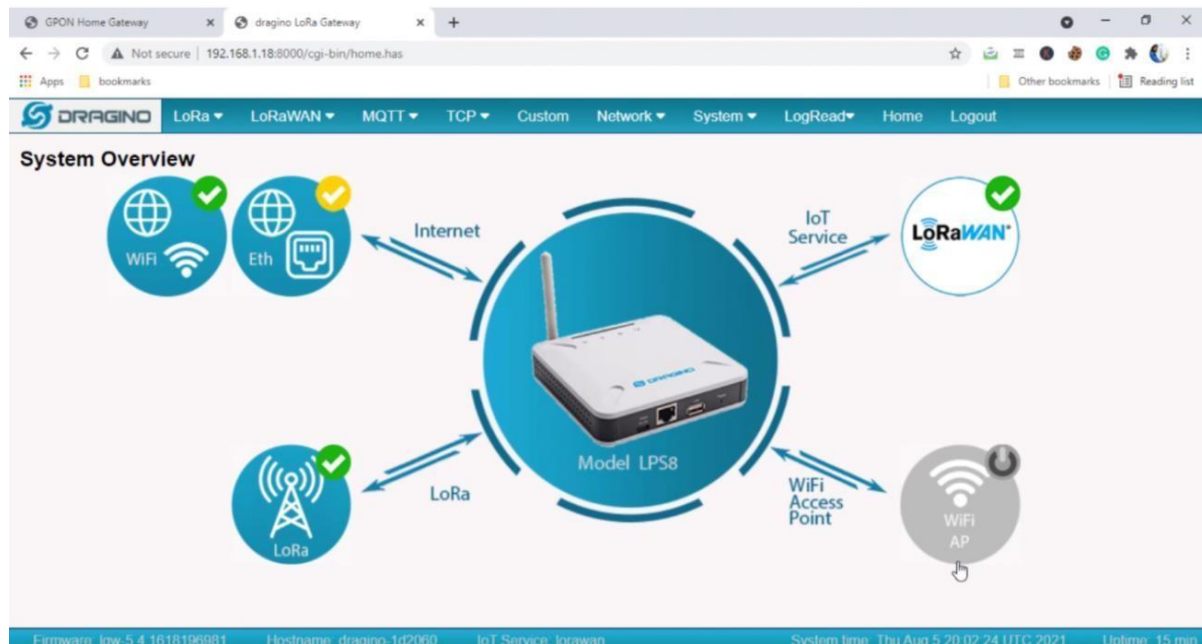 GPON Home Gateway
dragino LoRa Gateway
Not secure | 192.168.1.18:8000/cgi-bin/home.has
Apps bookmarks Other bookmarks Reading list
DRAGINO LoRa LoRaWAN MQTT TCP Custom Network System LogRead Home Logout
System Overview
WiFi
Eth
Internet
IoT
Service
LoRaWAN
DRAGINO
Model LPS8
LoRa
LoRa
WiFi
Access
Point
WiFi
AP
Firmware: lgw-5.4.1618196981 Hostname: dragino-1d2060 IoT Service: lorawan System time: Thu Aug 5 20:02:24 UTC 2021 Uptime: 15 min